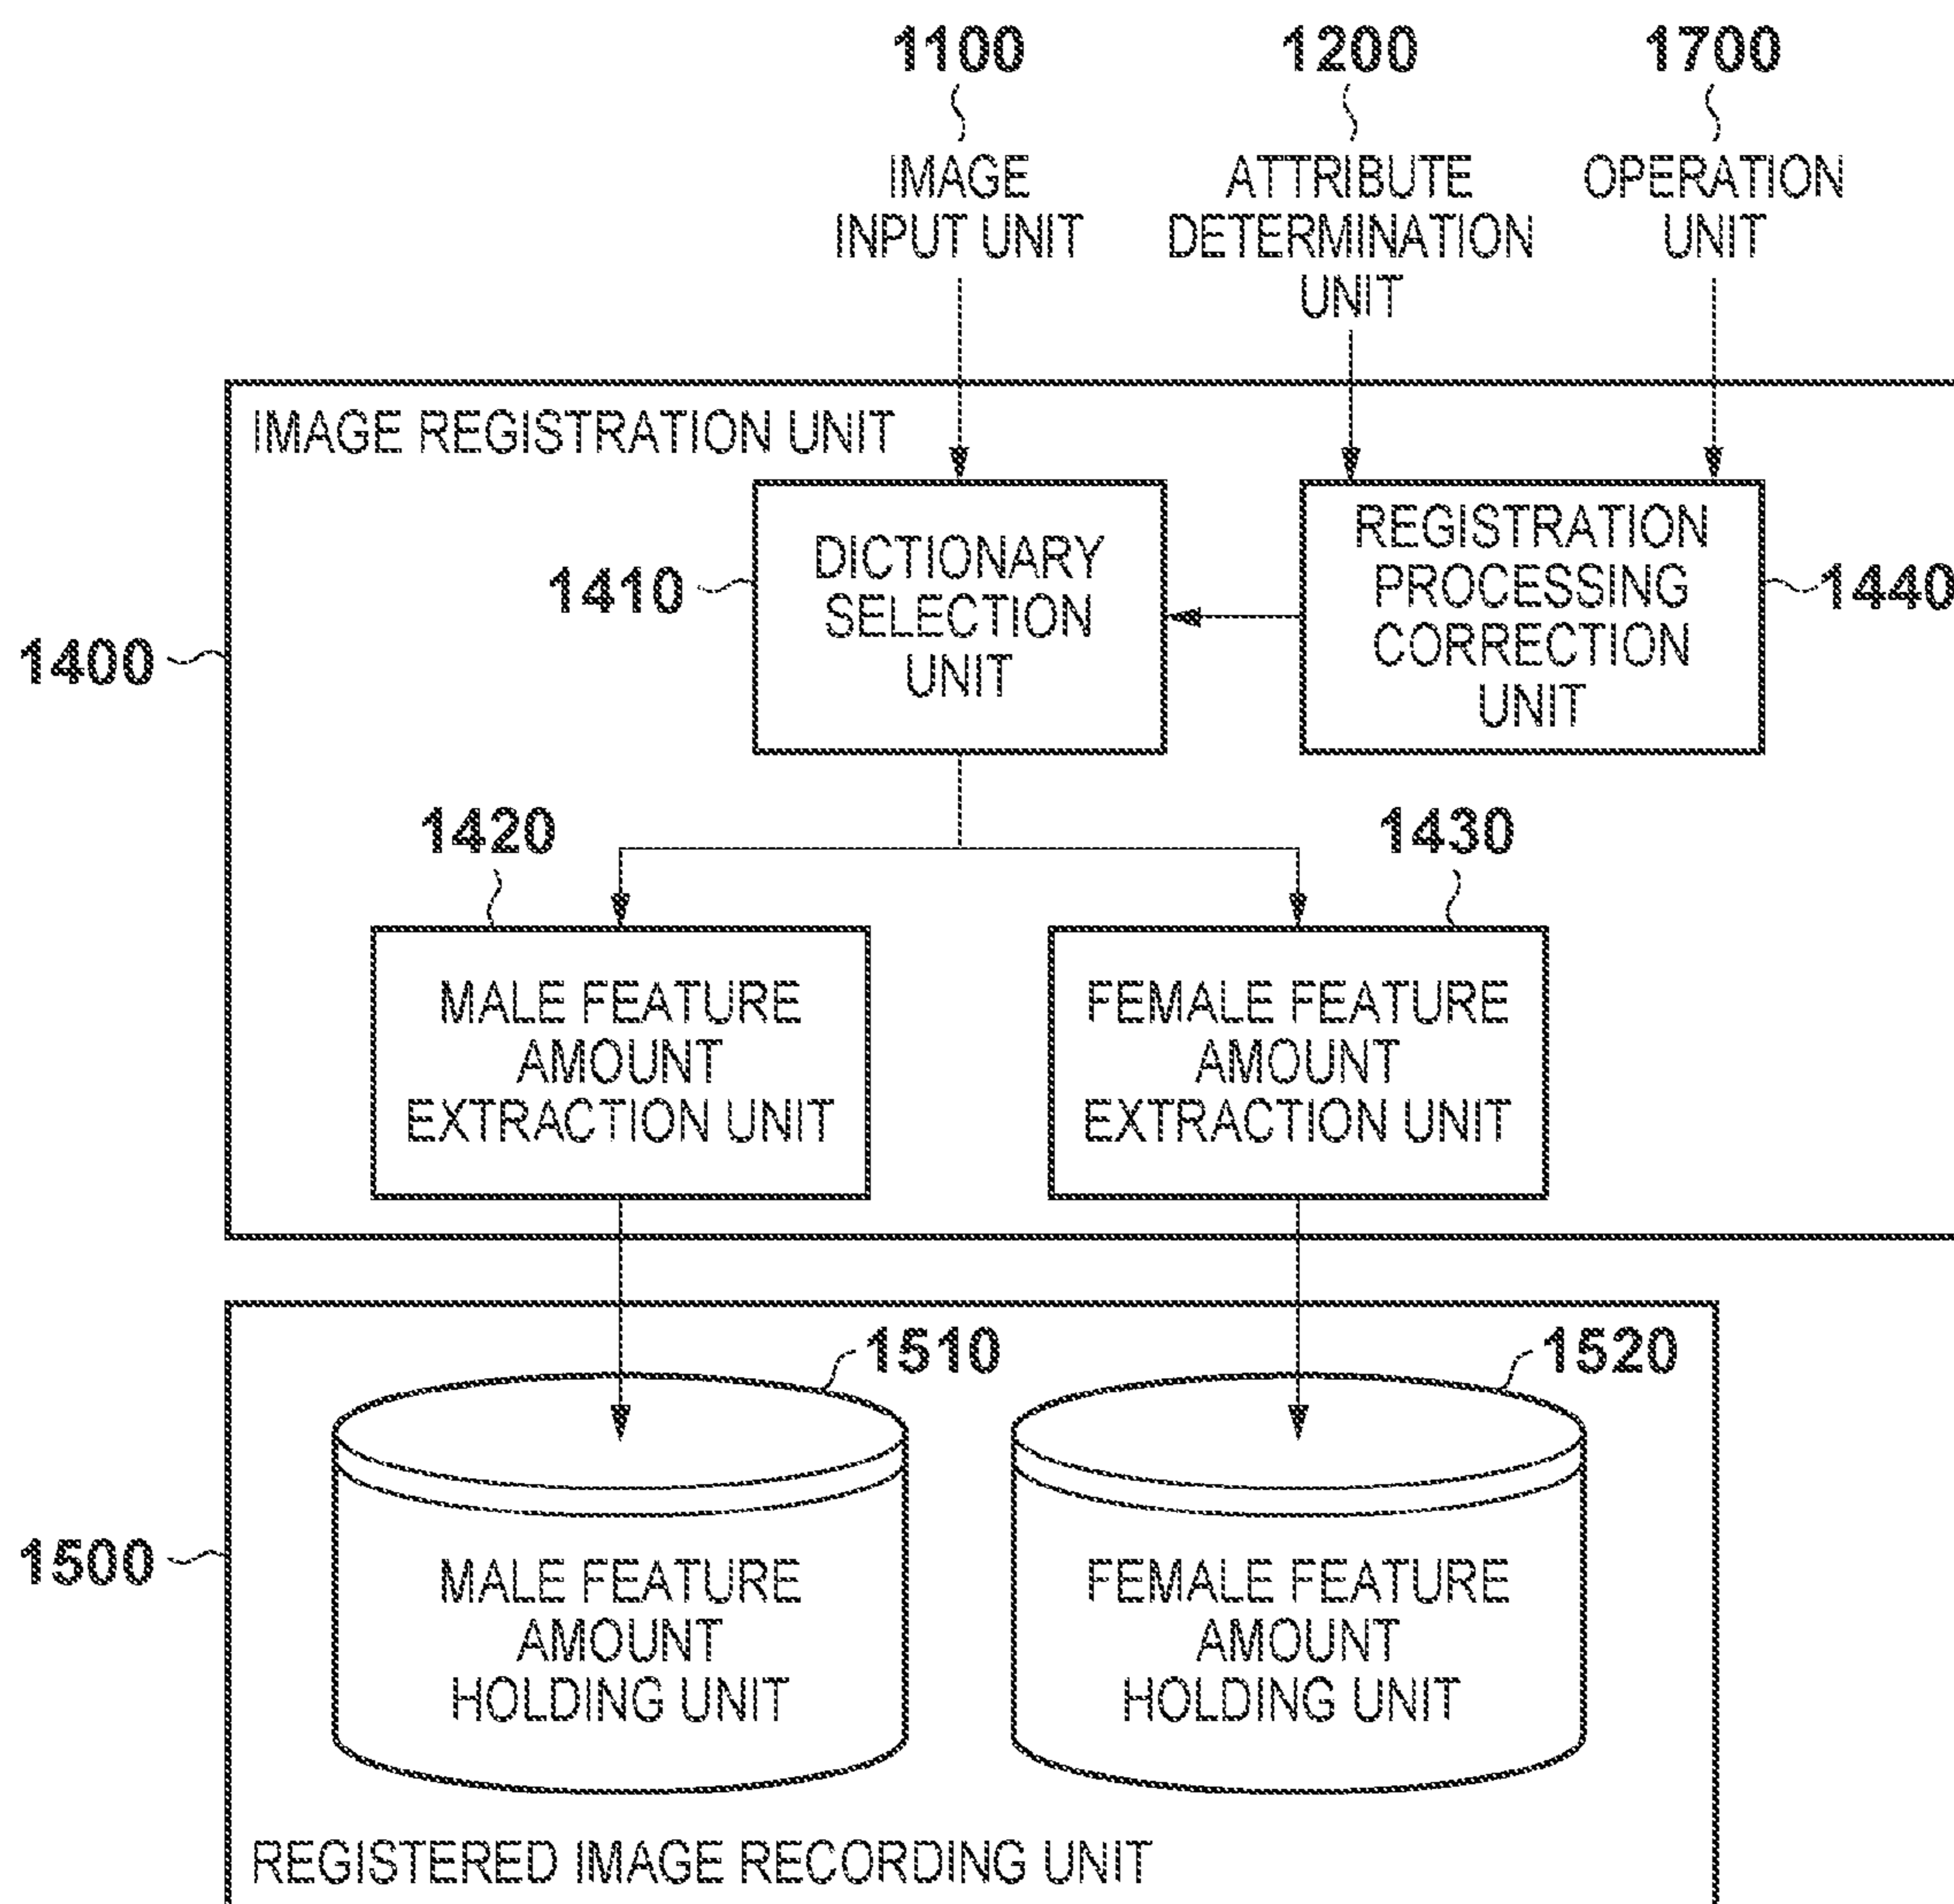 1100
1200
1700
IMAGE
INPUT UNIT
ATTRIBUTE
DETERMINATION
UNIT
OPERATION
UNIT
IMAGE REGISTRATION UNIT
1400
1410
DICTIONARY
SELECTION
UNIT
REGISTRATION
PROCESSING
CORRECTION
UNIT
1440
1420
1430
MALE FEATURE
AMOUNT
EXTRACTION UNIT
FEMALE FEATURE
AMOUNT
EXTRACTION UNIT
1500
1510
1520
MALE FEATURE
AMOUNT
HOLDING UNIT
FEMALE FEATURE
AMOUNT
HOLDING UNIT
REGISTERED IMAGE RECORDING UNIT